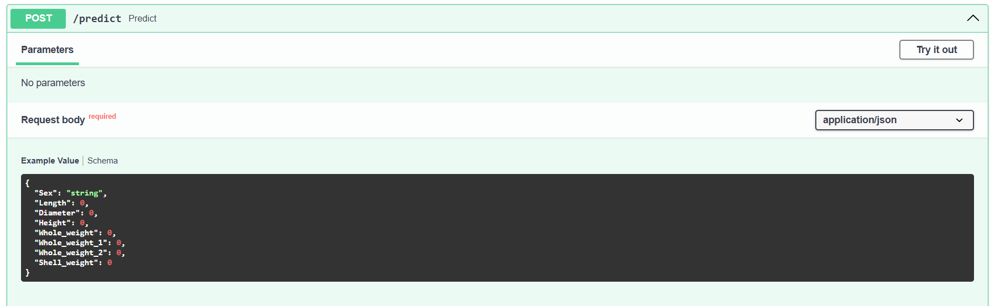 POST /predict Predict
Parameters
Try it out
No parameters
Request body required
application/json
Example Value | Schema
{
  "Sex": "string",
  "Length": 0,
  "Diameter": 0,
  "Height": 0,
  "Whole_weight": 0,
  "Whole_weight_1": 0,
  "Whole_weight_2": 0,
  "Shell_weight": 0
}